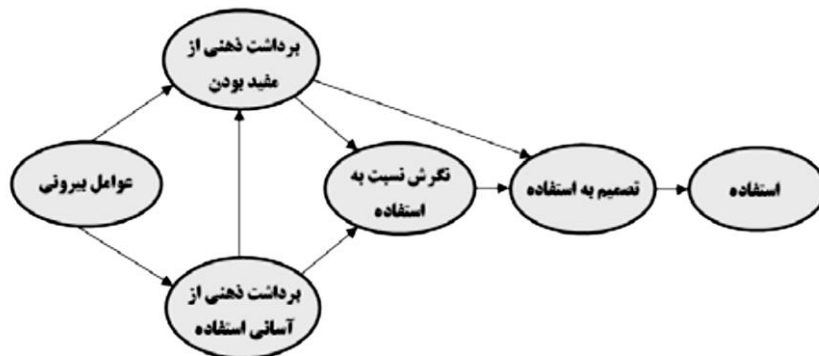 برداشت ذهنی از
مفید بودن
عوامل بیرونی
نگرش نسبت به
استفاده
تصمیم به استفاده
استفاده
برداشت ذهنی از
آسانی استفاده